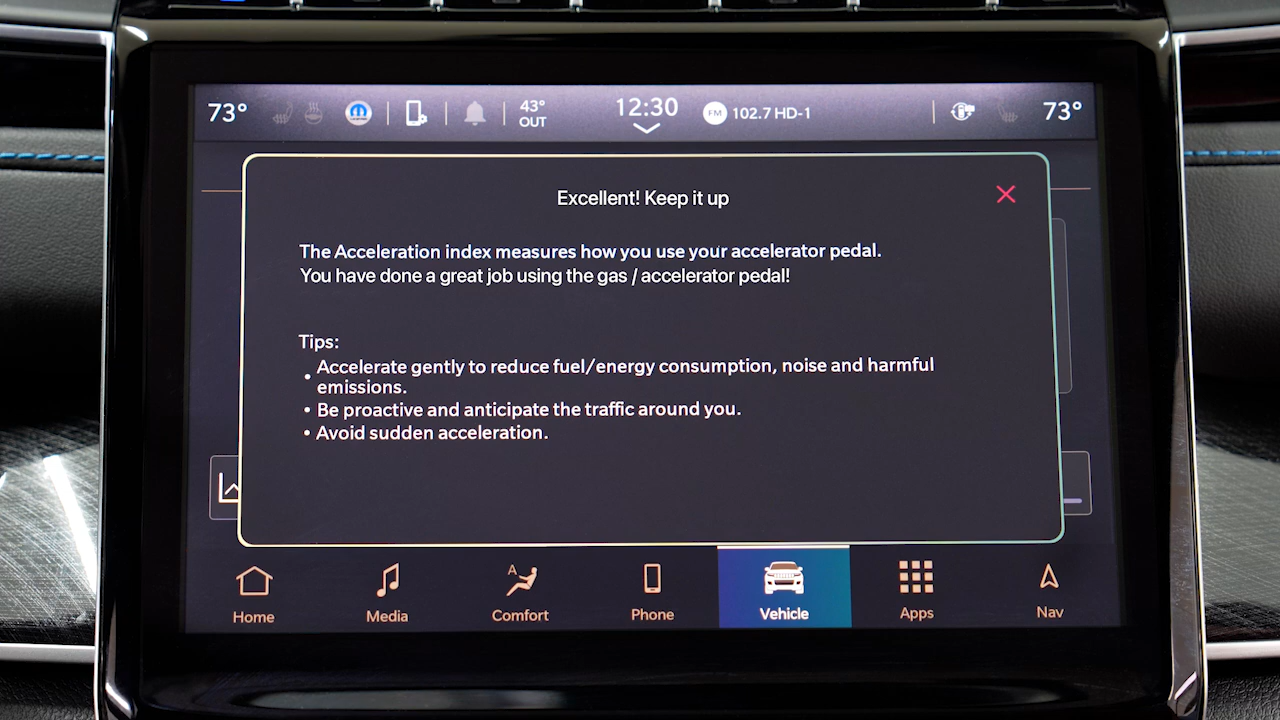 73°
43°
OUT
12:30
FM 102.7 HD-1
73°
Excellent! Keep it up
The Acceleration index measures how you use your accelerator pedal.
You have done a great job using the gas / accelerator pedal!
Tips:
• Accelerate gently to reduce fuel/energy consumption, noise and harmful
emissions.
• Be proactive and anticipate the traffic around you.
• Avoid sudden acceleration.
A
Home
Media
Comfort
Phone
Vehicle
Apps
Nav